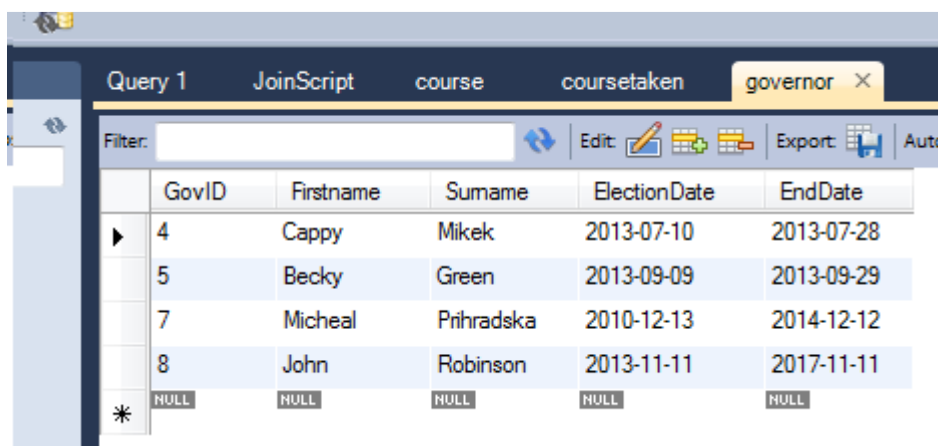 Query 1 JoinScript course coursetaken governor
Filter: Edit: Export: Auto
GovID Firstname Surname ElectionDate EndDate
4 Cappy Mikek 2013-07-10 2013-07-28
5 Becky Green 2013-09-09 2013-09-29
7 Micheal Prihradska 2010-12-13 2014-12-12
8 John Robinson 2013-11-11 2017-11-11
NULL NULL NULL NULL NULL